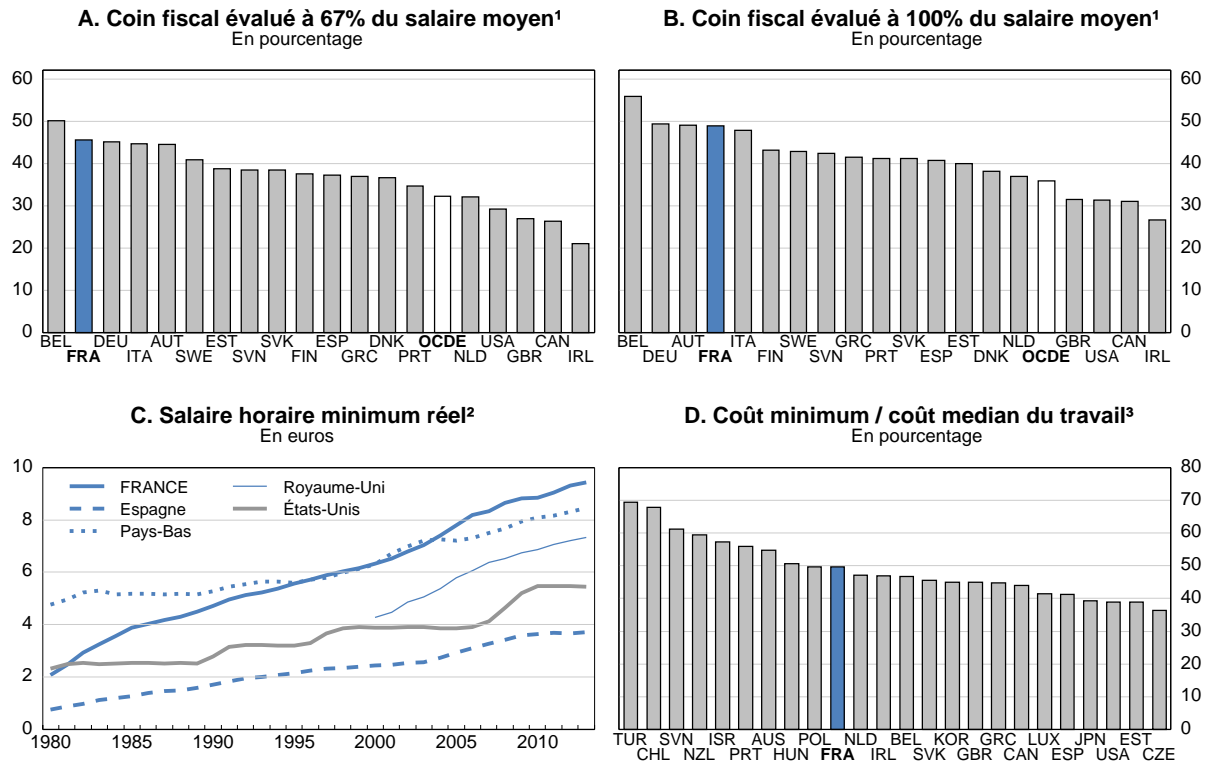 A. Coin fiscal évalué à 67% du salaire moyen¹
En pourcentage
60
50
40
30
20
10
0
BEL DEU AUT EST SVK ESP DNK OCDE USA CAN
FRA ITA SWE SVN FIN GRC PRT NLD GBR IRL
B. Coin fiscal évalué à 100% du salaire moyen¹
En pourcentage
60
50
40
30
20
10
0
BEL AUT ITA SWE GRC SVK EST NLD GBR CAN
DEU FRA FIN SVN PRT ESP DNK OCDE USA IRL
C. Salaire horaire minimum réel²
En euros
10
8
6
4
2
0
FRANCE
Espagne
Pays-Bas
Royaume-Uni
États-Unis
1980 1985 1990 1995 2000 2005 2010
D. Coût minimum / coût median du travail³
En pourcentage
80
70
60
50
40
30
20
10
0
TUR SVN ISR AUS POL NLD BEL KOR GRC LUX JPN EST
CHL NZL PRT HUN FRA IRL SVK GBR CAN ESP USA CZE